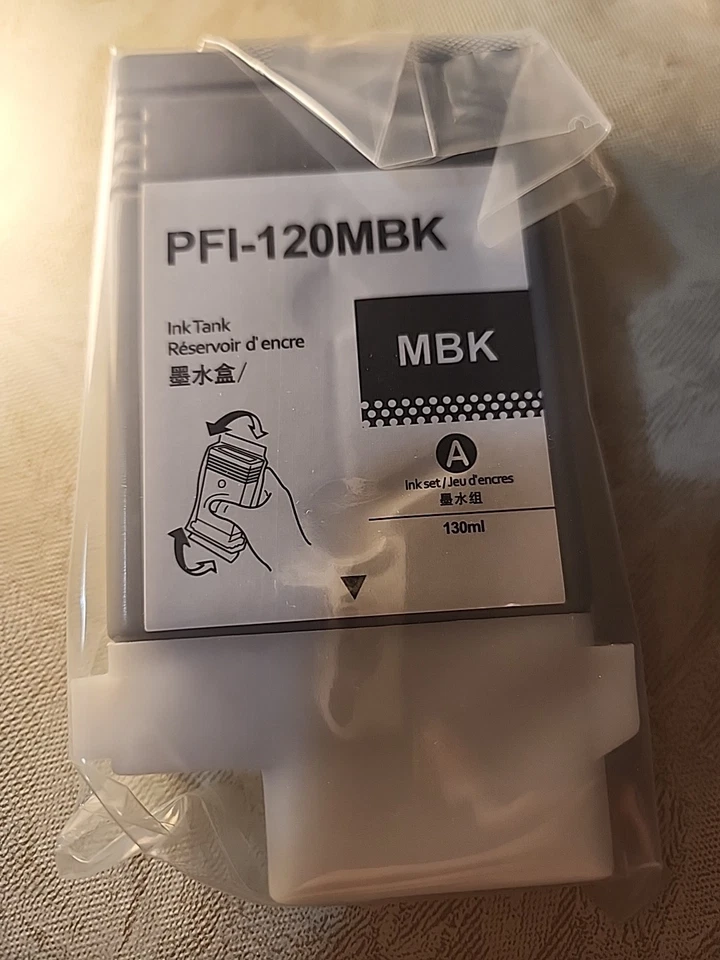 PFI-120MBK
Ink Tank
Réservoir d'encre
墨水盒/
MBK
A
Ink set/Jeu d'encres
墨水组
130ml